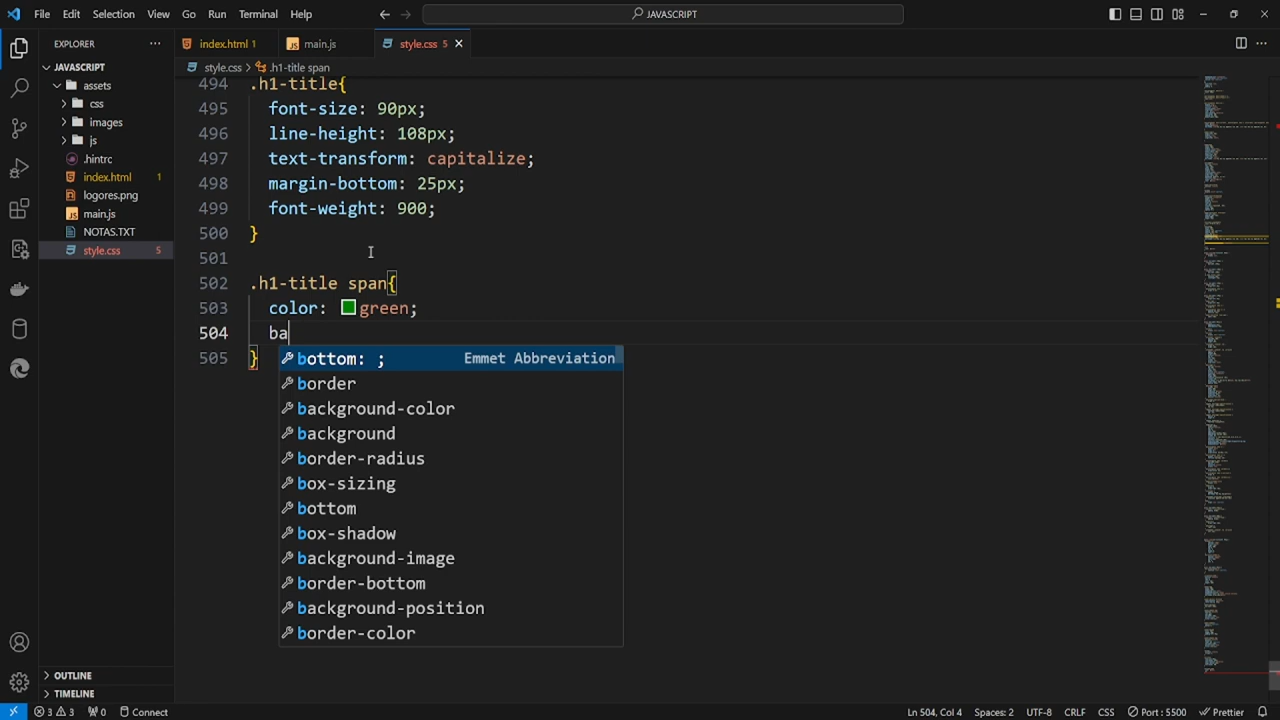 File Edit Selection View Go Run Terminal Help JAVASCRIPT
EXPLORER index.html 1 main.js style.css 5
JAVASCRIPT
assets
css
images
js
.hintrc
index.html 1
logores.png
main.js
NOTAS.TXT
style.css 5
OUTLINE
TIMELINE
style.css .h1-title span
494 .h1-title{
495 font-size: 90px;
496 line-height: 108px;
497 text-transform: capitalize;
498 margin-bottom: 25px;
499 font-weight: 900;
500 }
501
502 .h1-title span{
503 color: green;
504 ba
505 }
bottom: ; Emmet Abbreviation
border
background-color
background
border-radius
box-sizing
bottom
box-shadow
background-image
border-bottom
background-position
border-color
3 3 0 Connect Ln 504, Col 4 Spaces: 2 UTF-8 CRLF CSS Port : 5500 Prettier